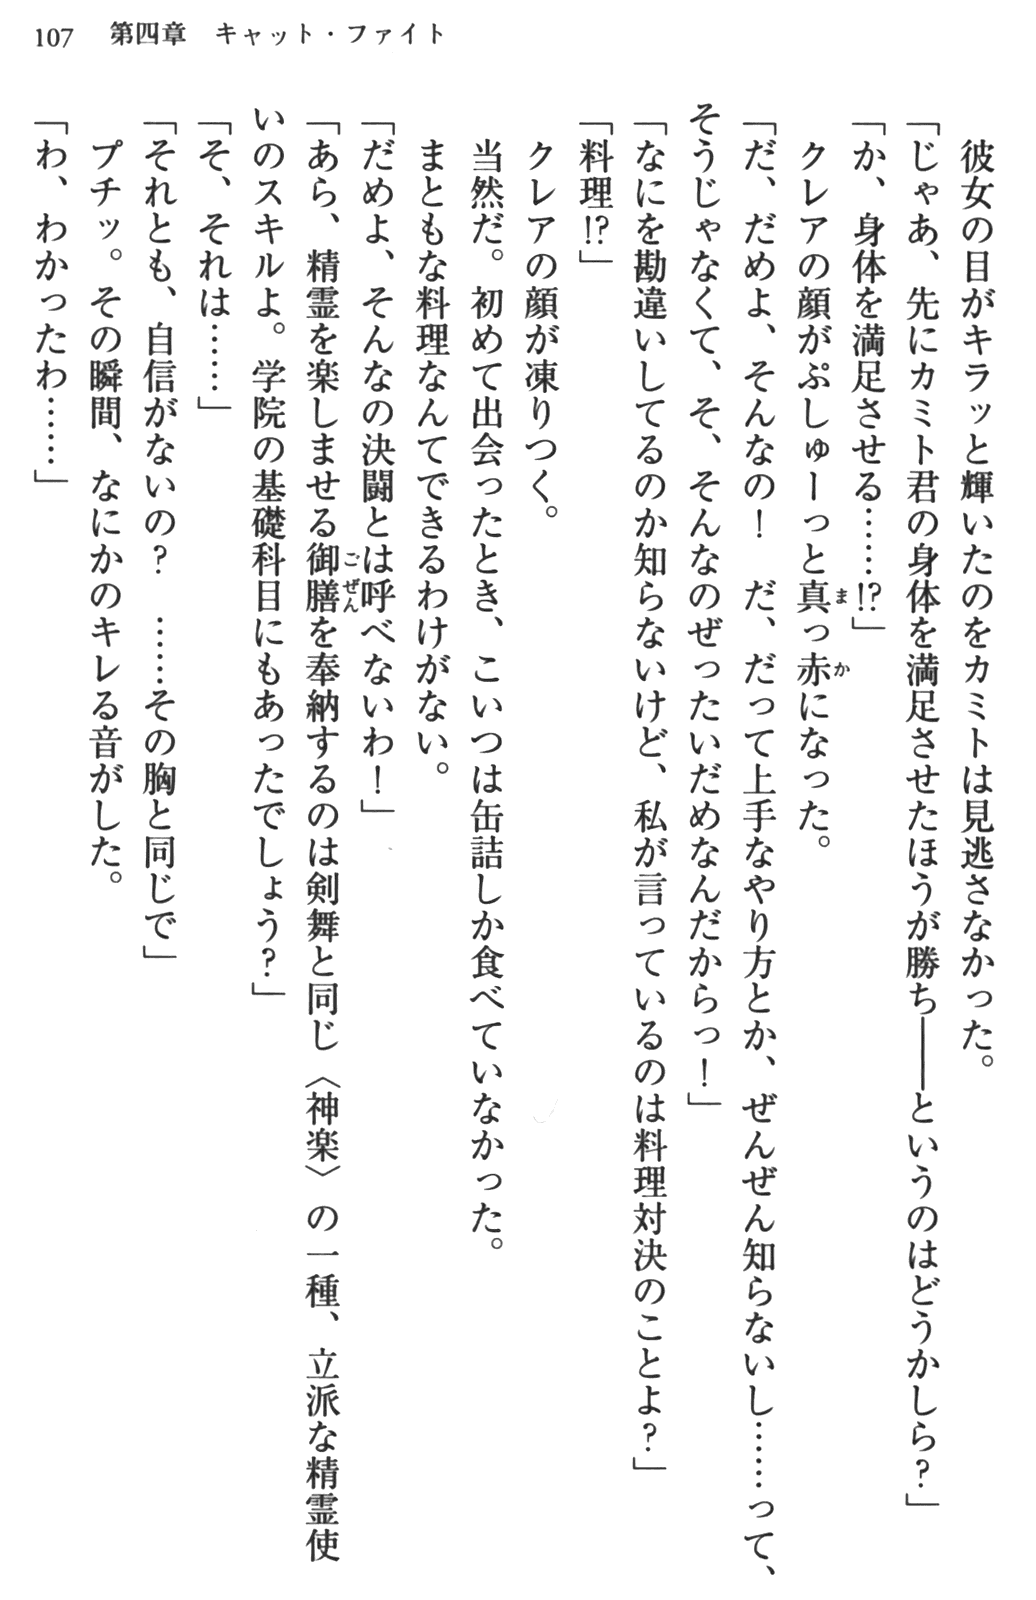 107　第四章　キャット・ファイト
彼女の目がキラッと輝いたのをカミトは見逃さなかった。
「じゃあ、先にカミト君の身体を満足させたほうが勝ち――というのはどうかしら？」
「か、身体を満足させる……!?」
クレアの顔がぷしゅーっと真っ赤になった。
「だ、だめよ、そんなの！　だ、だって上手なやり方とか、ぜんぜん知らないし……って、
そうじゃなくて、そ、そんなのぜったいだめなんだからっ！」
「なにを勘違いしてるのか知らないけど、私が言っているのは料理対決のことよ？」
「料理!?」
クレアの顔が凍りつく。
当然だ。初めて出会ったとき、こいつは缶詰しか食べていなかった。
まともな料理なんてできるわけがない。
「だめよ、そんなの決闘とは呼べないわ！」
「あら、精霊を楽しませる御膳を奉納するのは剣舞と同じ〈神楽〉の一種、立派な精霊使
いのスキルよ。学院の基礎科目にもあったでしょう？」
「そ、それは……」
「それとも、自信がないの？　……その胸と同じで」
プチッ。その瞬間、なにかのキレる音がした。
「わ、わかったわ……」